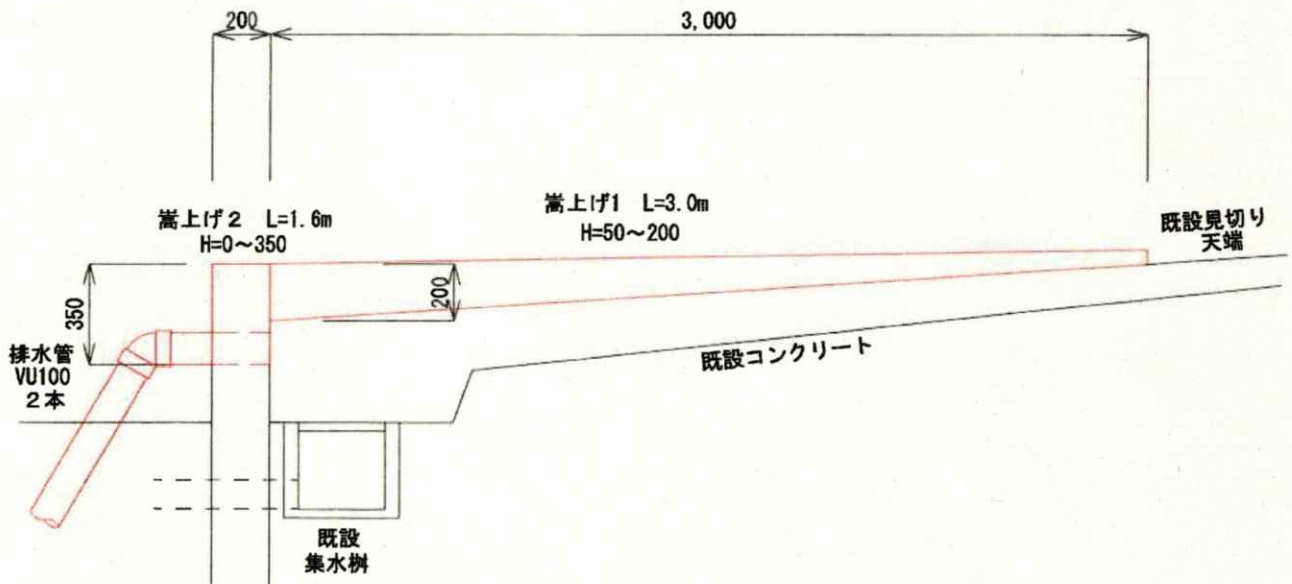 200
3,000
嵩上げ2 L=1.6m
H=0～350
嵩上げ1 L=3.0m
H=50～200
既設見切り
天端
350
200
排水管
VU100
2本
既設コンクリート
既設
集水桝